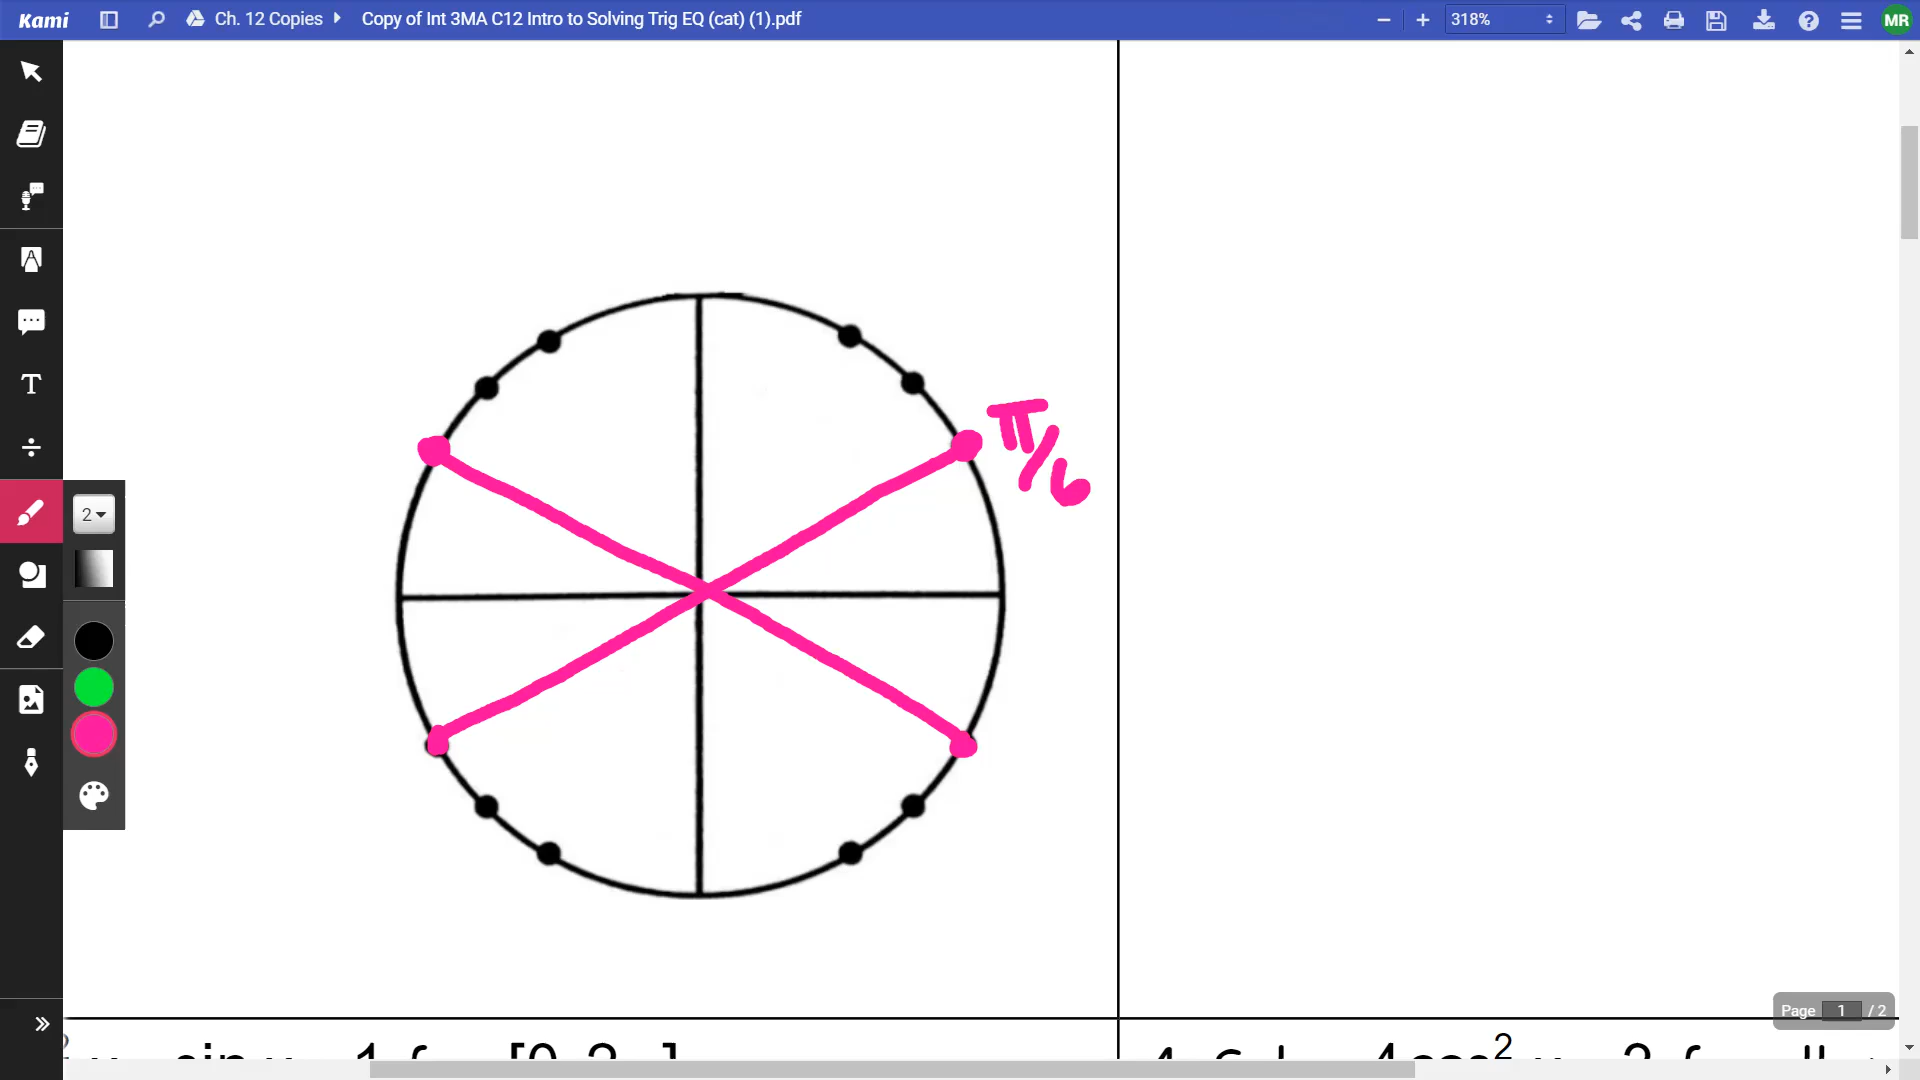 Kami
Ch. 12 Copies
Copy of Int 3MA C12 Intro to Solving Trig EQ (cat) (1).pdf
318%
MR
T
π/6
2
Page 1 / 2